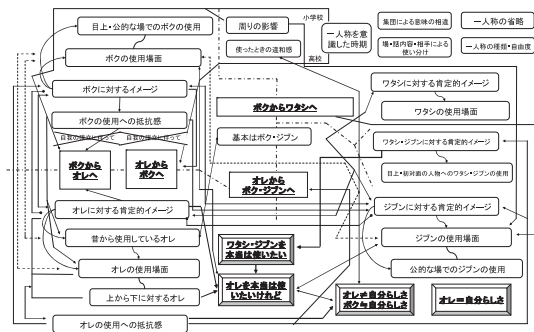 目上・公的な場でのボクの使用
周りの影響
小学校
一人称を意識した時期
高校
集団による意味の相違
一人称の省略
ボクの使用場面
使ったときの違和感
場・話内容・相手による使い分け
一人称の種類・自由度
ボクに対するイメージ
ワタシに対する肯定的イメージ
ボクからワタシへ
ワタシの使用場面
ボクの使用への抵抗感
自我の芽生えに伴って
自我の芽生えに伴って
基本はボク・ジブン
ワタシ・ジブンに対する肯定的イメージ
ボクから
オレへ
オレから
ボクへ
オレから
ボク・ジブンへ
目上・初対面の人物へのワタシ・ジブンの使用
オレに対する肯定的イメージ
ジブンに対する肯定的イメージ
昔から使用しているオレ
ワタシ・ジブンを
本当は使いたい
ジブンの使用場面
オレの使用場面
公的な場でのジブンの使用
上から下に対するオレ
オレを本当は使
いたいけれど
オレ≠自分らしさ
ボク≒自分らしさ
オレ＝自分らしさ
オレの使用への抵抗感